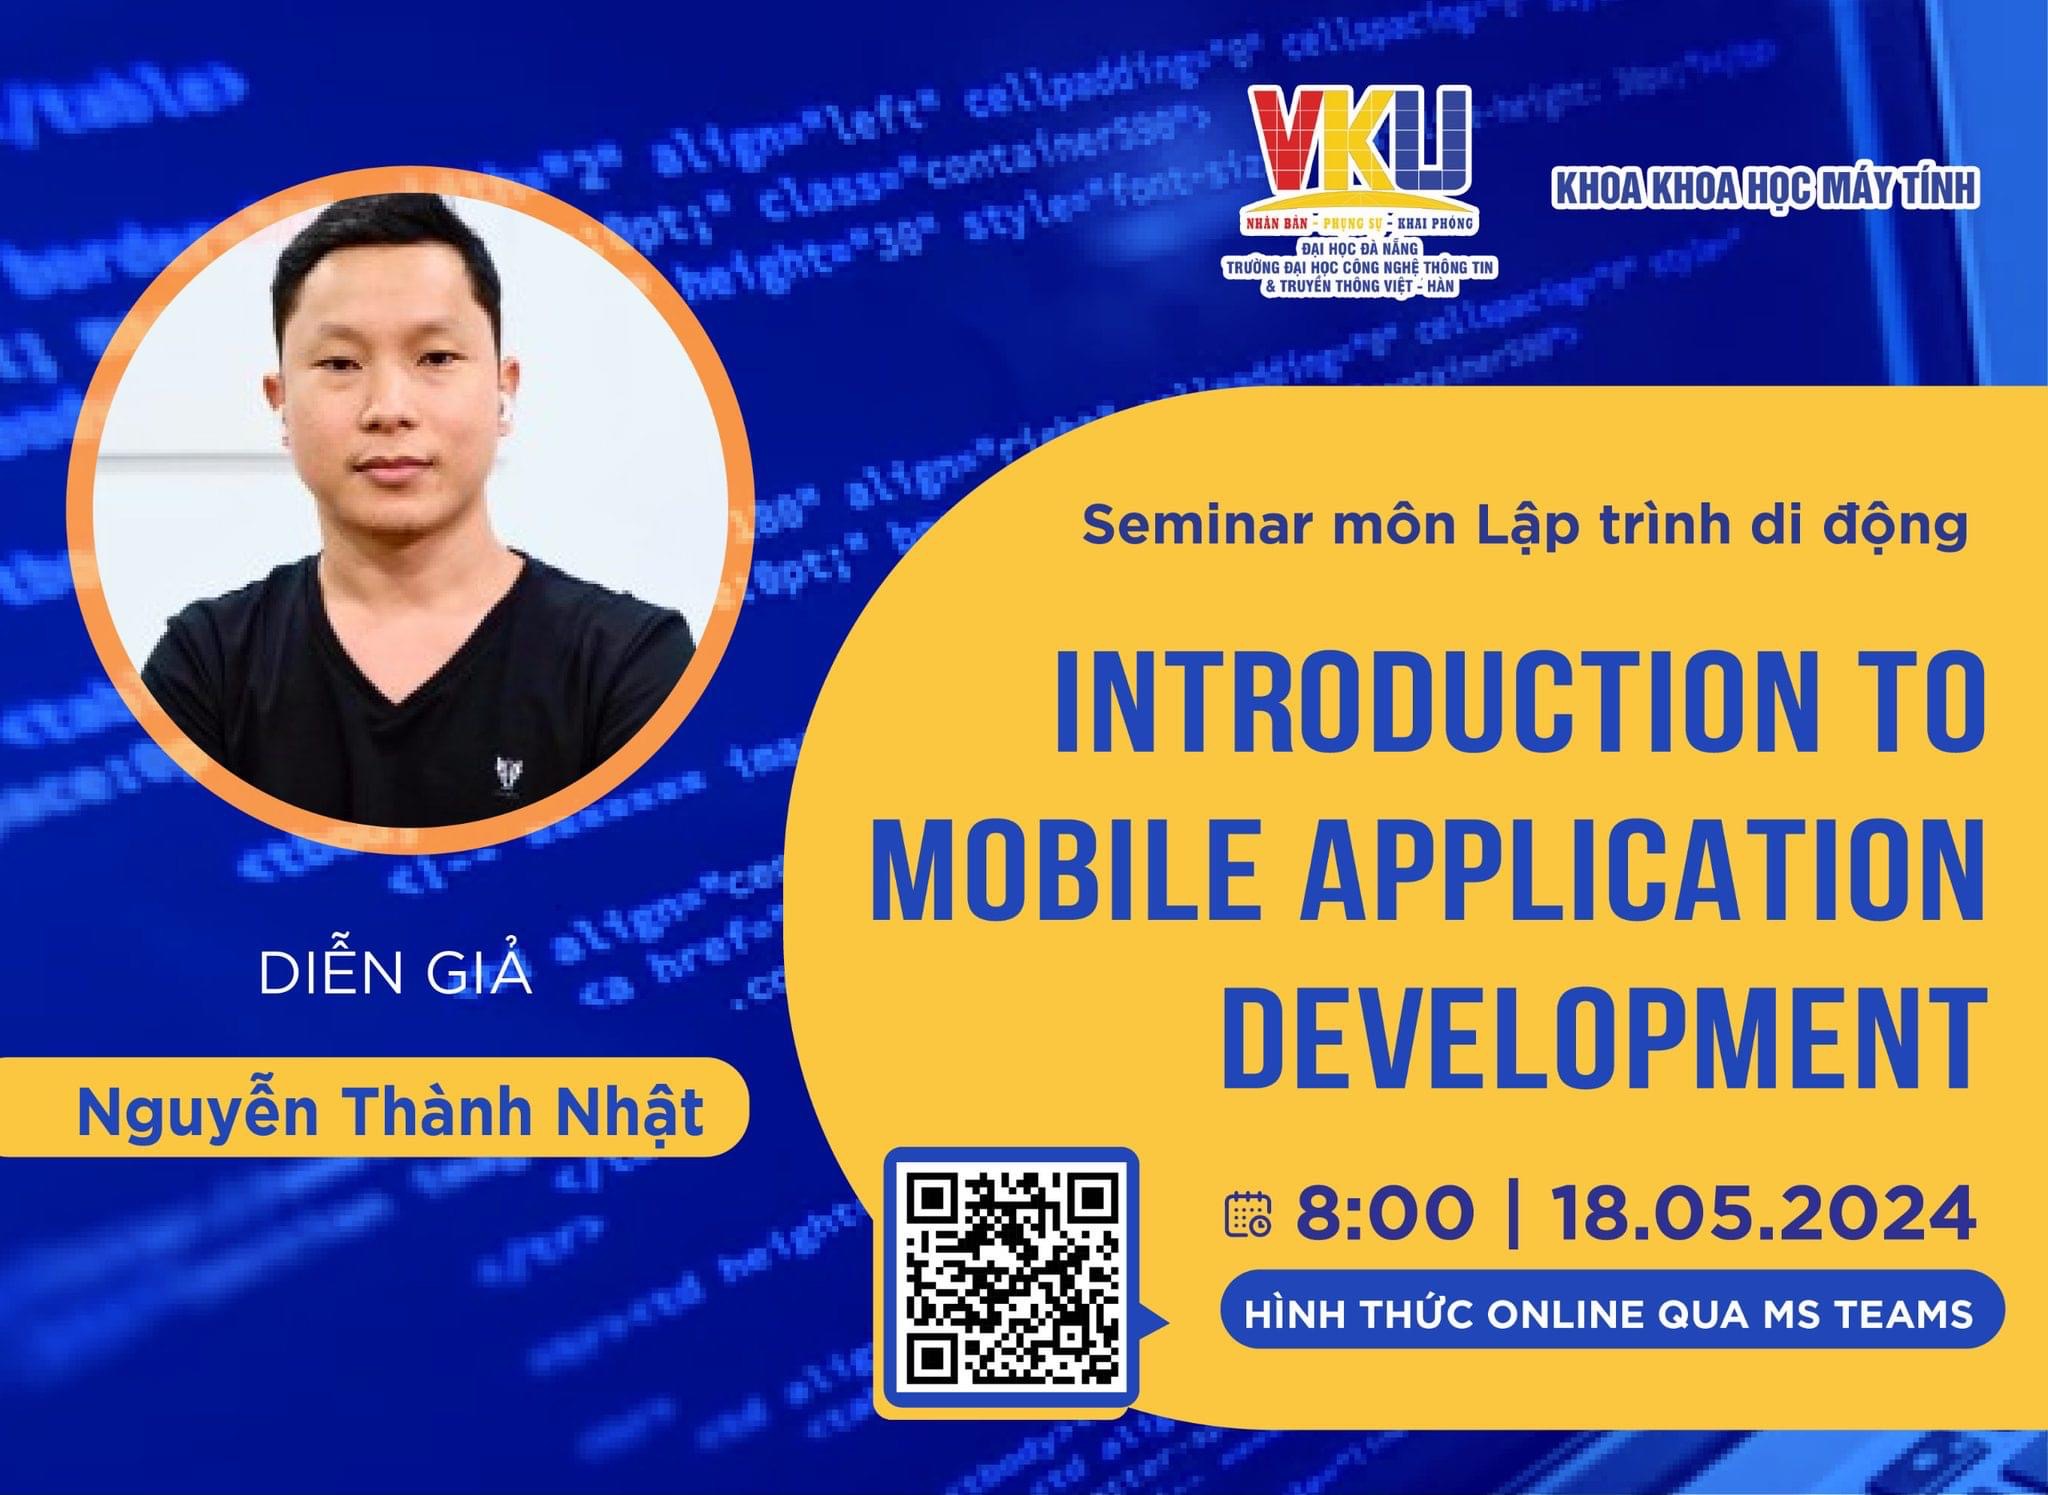 VKU
NHÂN BẢN - PHỤNG SỰ - KHAI PHÓNG
ĐẠI HỌC ĐÀ NẴNG
TRƯỜNG ĐẠI HỌC CÔNG NGHỆ THÔNG TIN
& TRUYỀN THÔNG VIỆT - HÀN
KHOA KHOA HỌC MÁY TÍNH
Seminar môn Lập trình di động
INTRODUCTION TO
MOBILE APPLICATION
DEVELOPMENT
DIỄN GIẢ
Nguyễn Thành Nhật
8:00 | 18.05.2024
HÌNH THỨC ONLINE QUA MS TEAMS